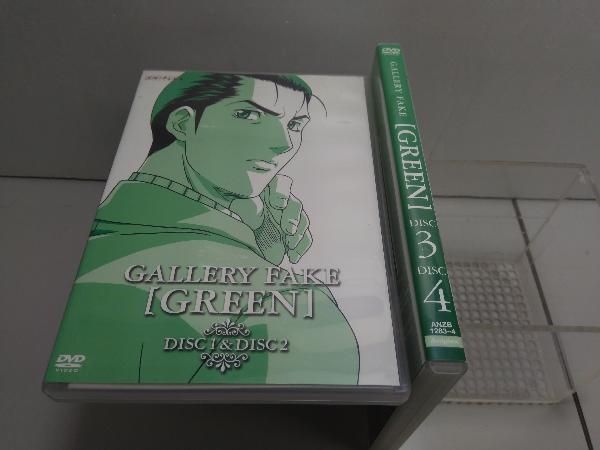 GALLERY FAKE
[GREEN]
DISC 1 & DISC 2
DVD
VIDEO
DVD
GALLERY FAKE
[GREEN]
DISC
3
DISC
4
ANZB
1283-4